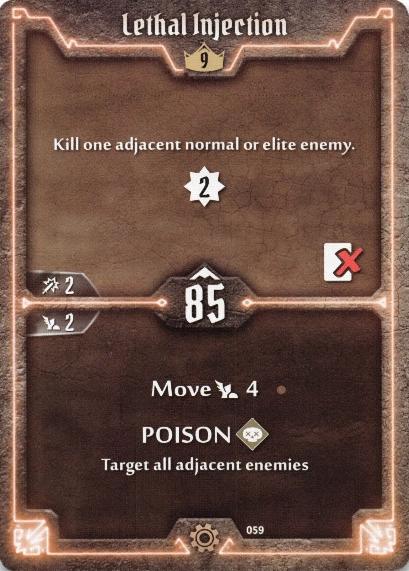 Lethal Injection
9
Kill one adjacent normal or elite enemy.
2
2
85
2
Move 4
POISON
Target all adjacent enemies
059